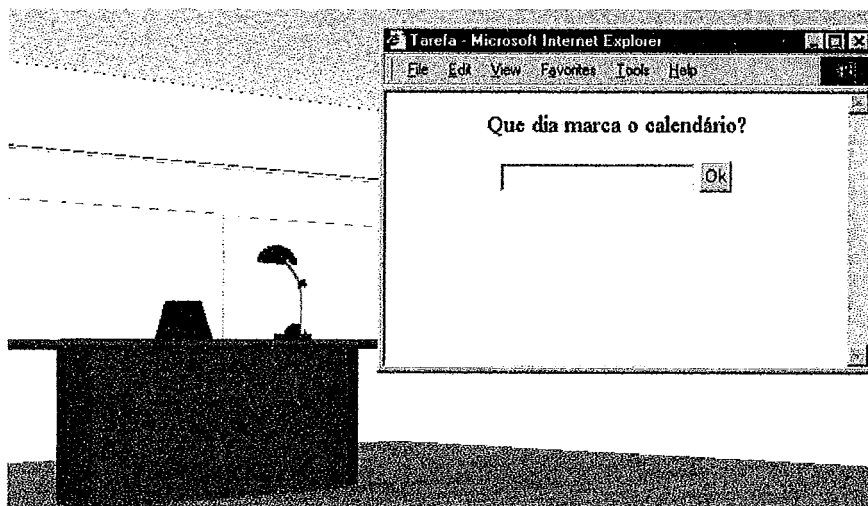 Tarefa - Microsoft Internet Explorer
File Edit View Favorites Tools Help
Que dia marca o calendário?
Ok